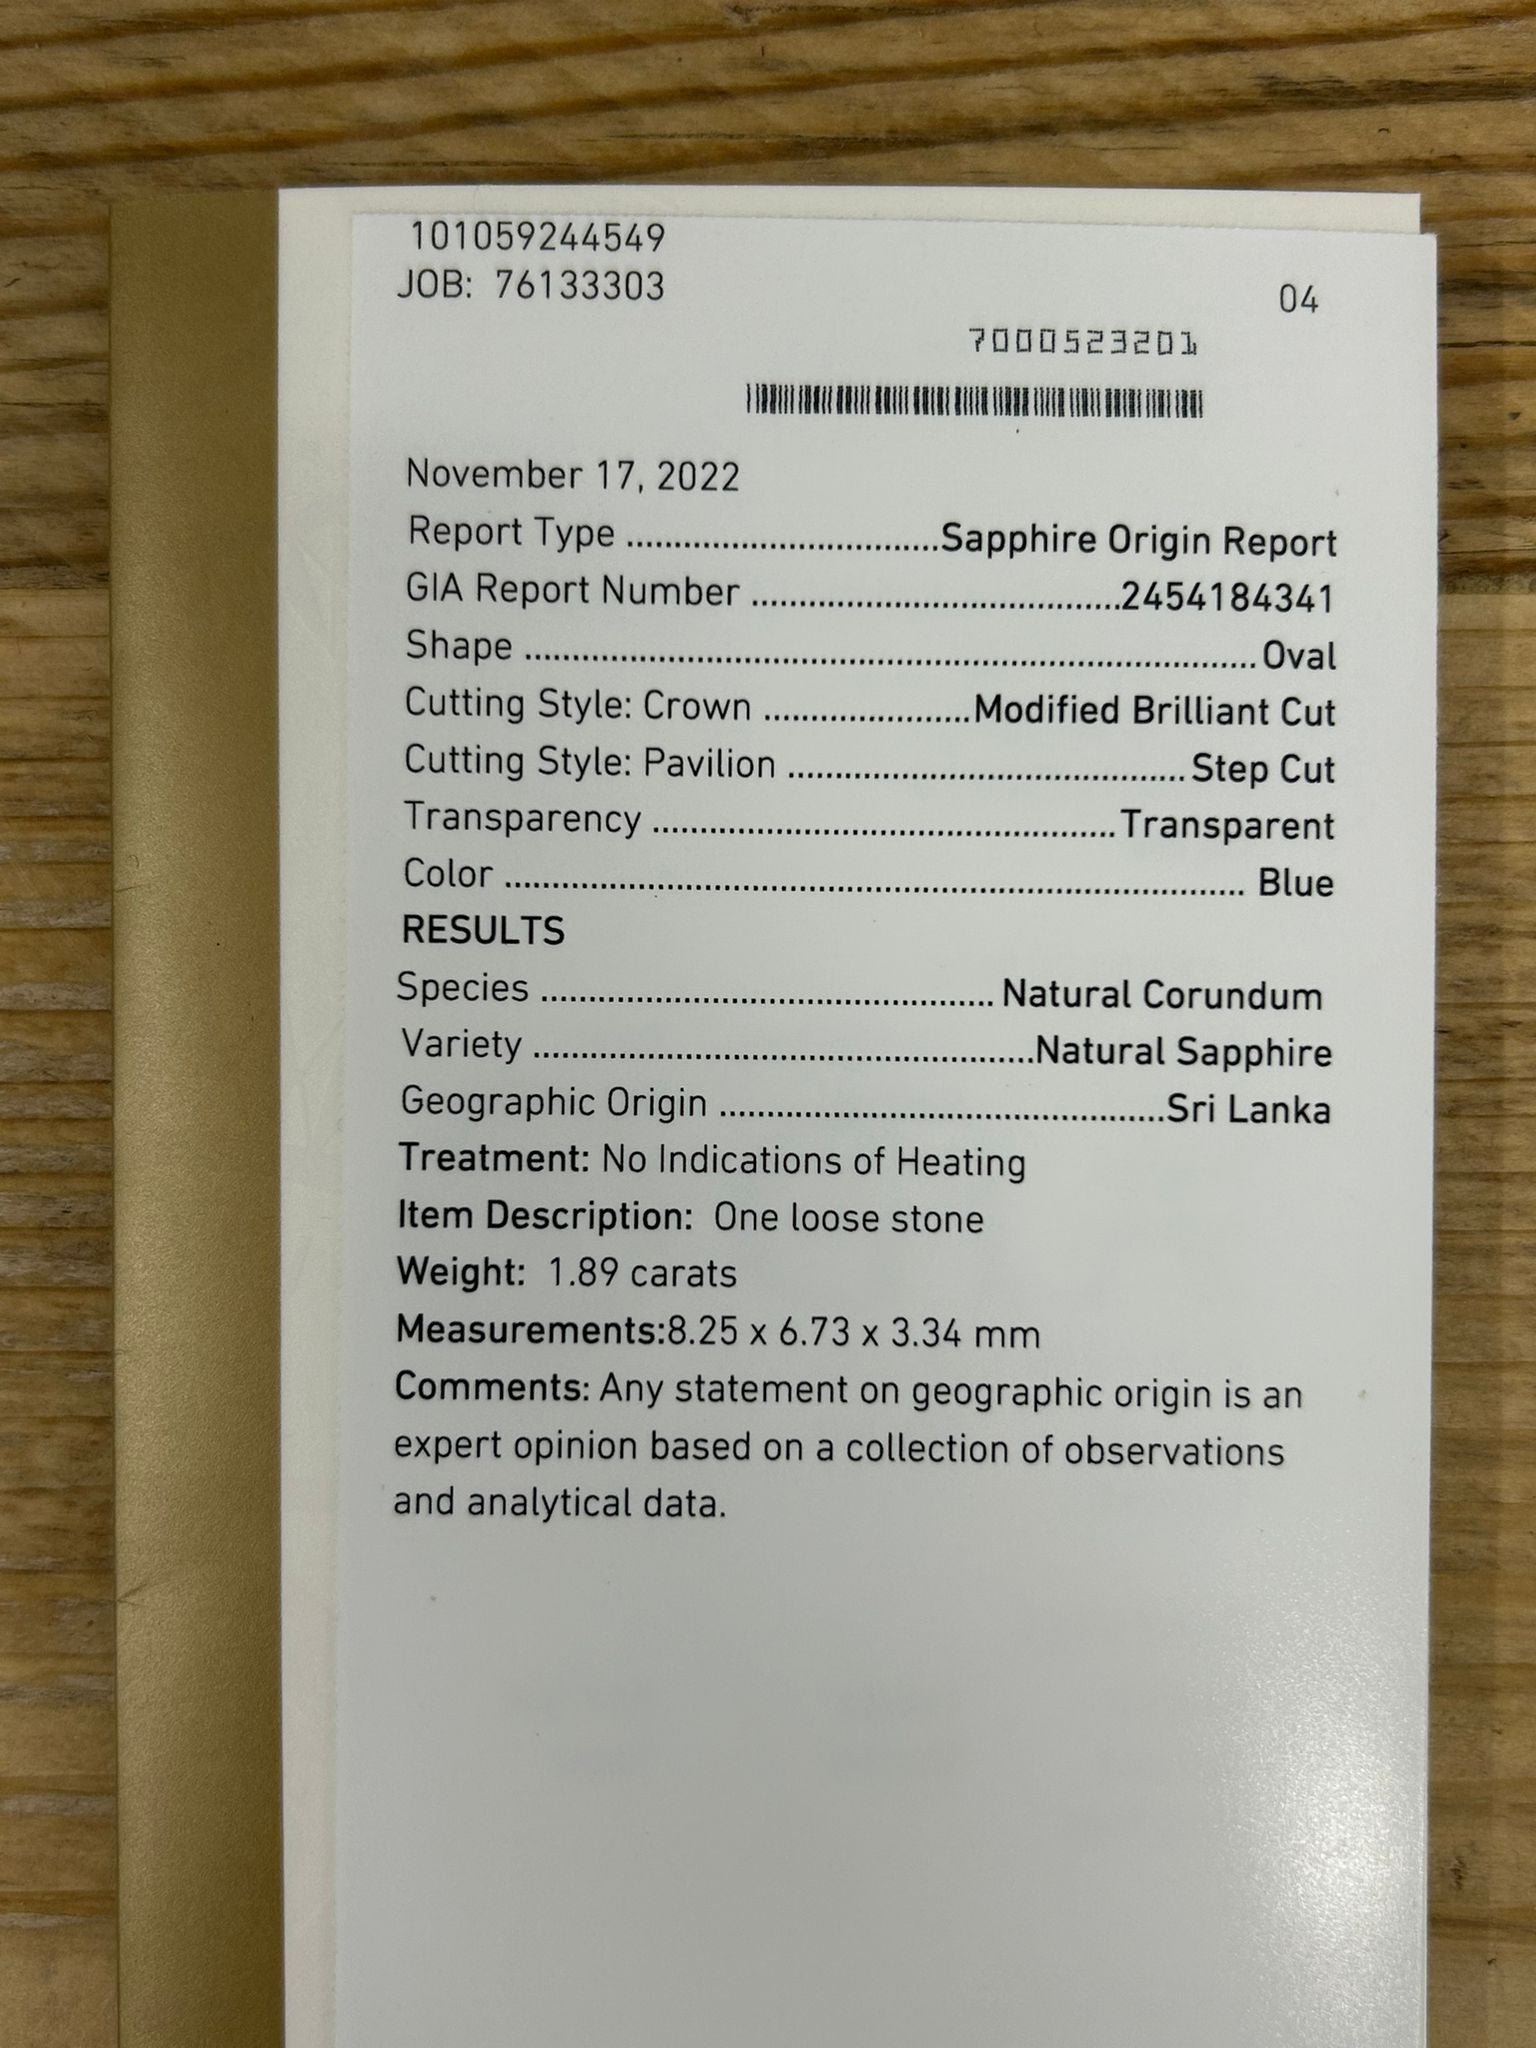 101059244549
JOB: 76133303
04
7000523201
November 17, 2022
Report Type .................................Sapphire Origin Report
GIA Report Number .......................................2454184341
Shape ..............................................................................Oval
Cutting Style: Crown ......................Modified Brilliant Cut
Cutting Style: Pavilion ..........................................Step Cut
Transparency .................................................Transparent
Color ............................................................................... Blue
RESULTS
Species ................................................ Natural Corundum
Variety .....................................................Natural Sapphire
Geographic Origin ...............................................Sri Lanka
Treatment: No Indications of Heating
Item Description: One loose stone
Weight: 1.89 carats
Measurements:8.25 x 6.73 x 3.34 mm
Comments: Any statement on geographic origin is an
expert opinion based on a collection of observations
and analytical data.